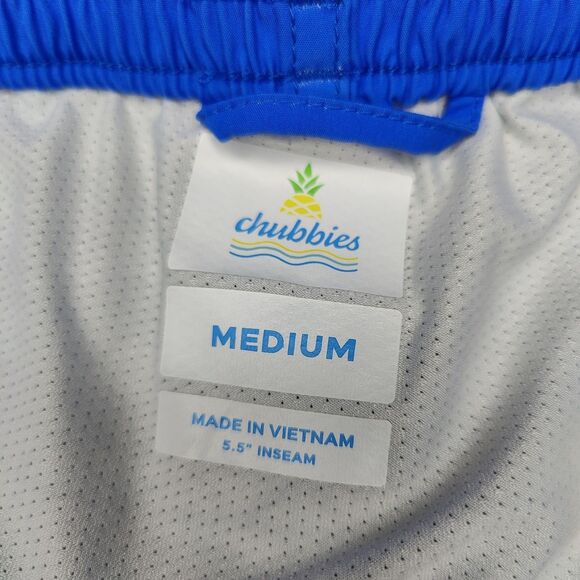 chubbies
MEDIUM
MADE IN VIETNAM
5.5" INSEAM